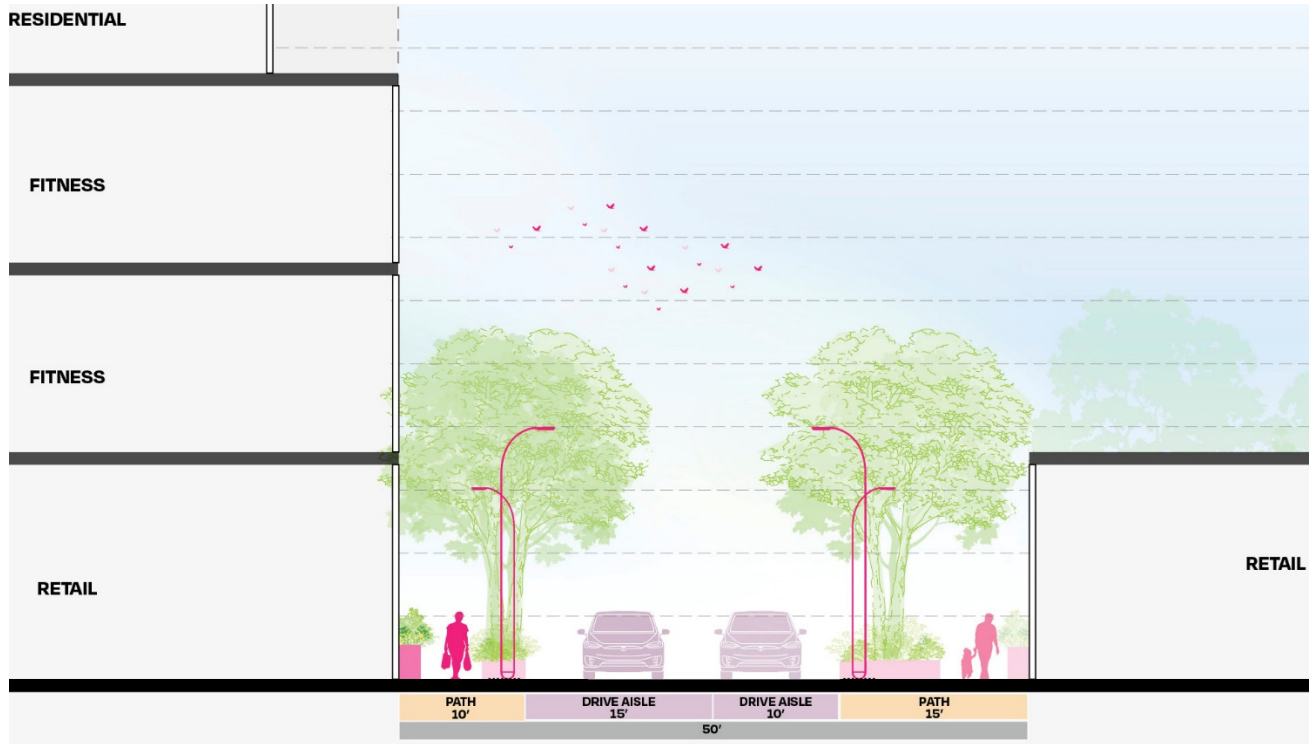 RESIDENTIAL
FITNESS
FITNESS
RETAIL
RETAIL
PATH
10'
DRIVE AISLE
15'
DRIVE AISLE
10'
PATH
15'
50'